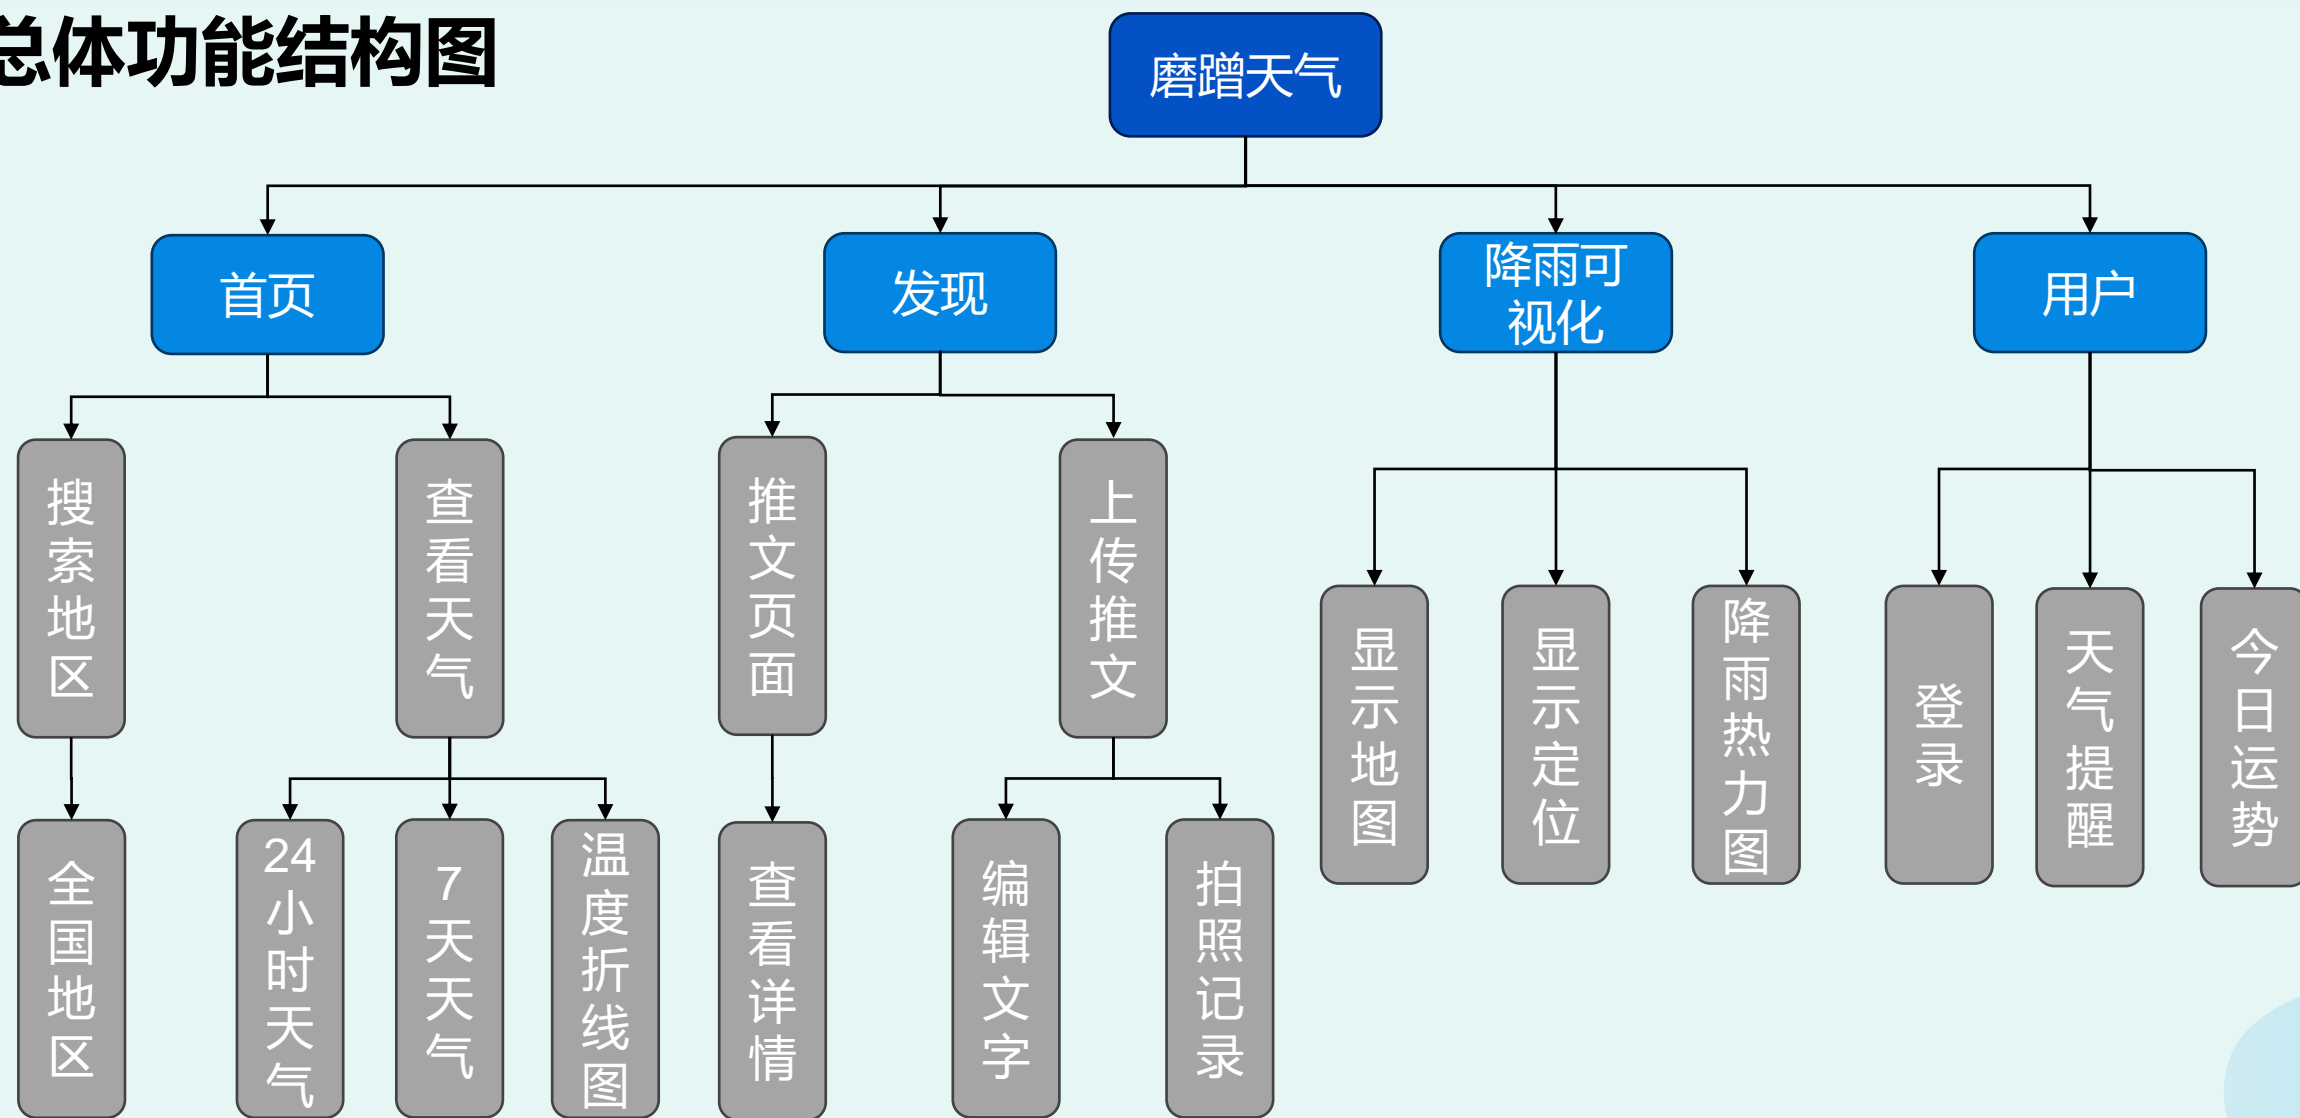 总体功能结构图
磨蹭天气
首页
发现
降雨可
视化
用户
搜索地区
查看天气
推文页面
上传推文
显示地图
显示定位
降雨热力图
登录
天气提醒
今日运势
全国地区
24小时天气
7天天气
温度折线图
查看详情
编辑文字
拍照记录